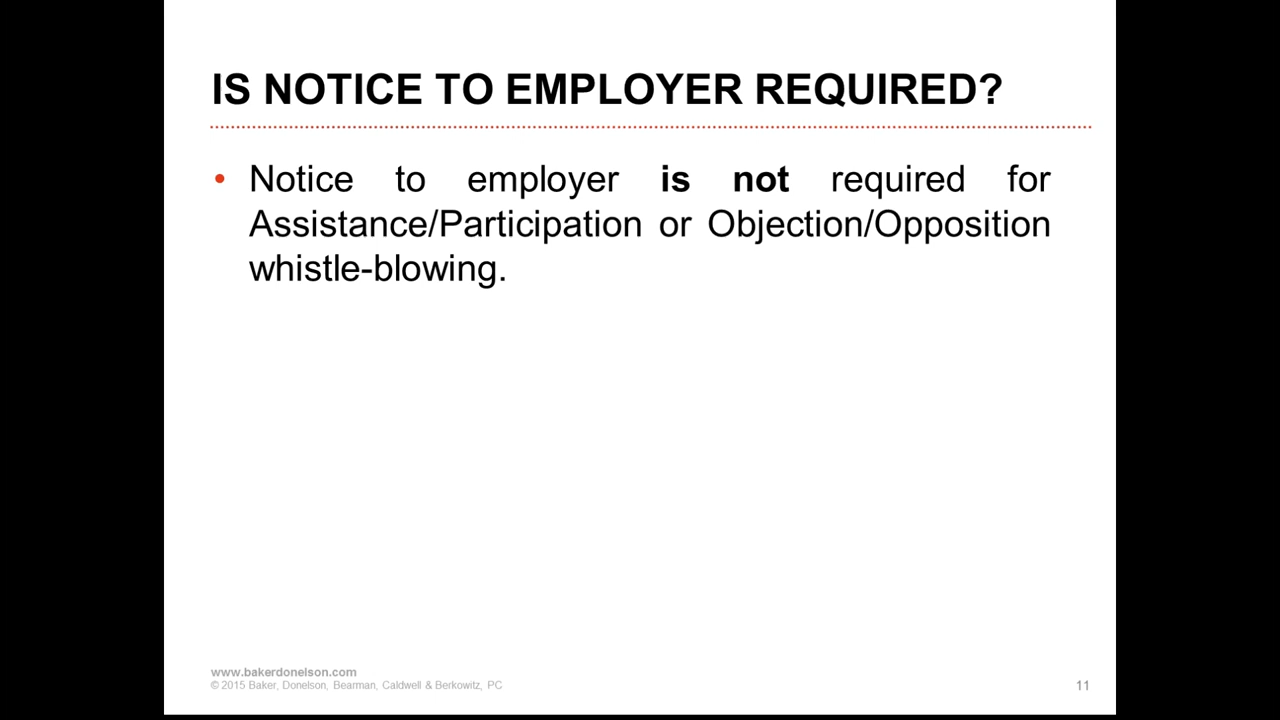 IS NOTICE TO EMPLOYER REQUIRED?
• Notice to employer is not required for
Assistance/Participation or Objection/Opposition
whistle-blowing.
www.bakerdonelson.com
© 2015 Baker, Donelson, Bearman, Caldwell & Berkowitz, PC
11